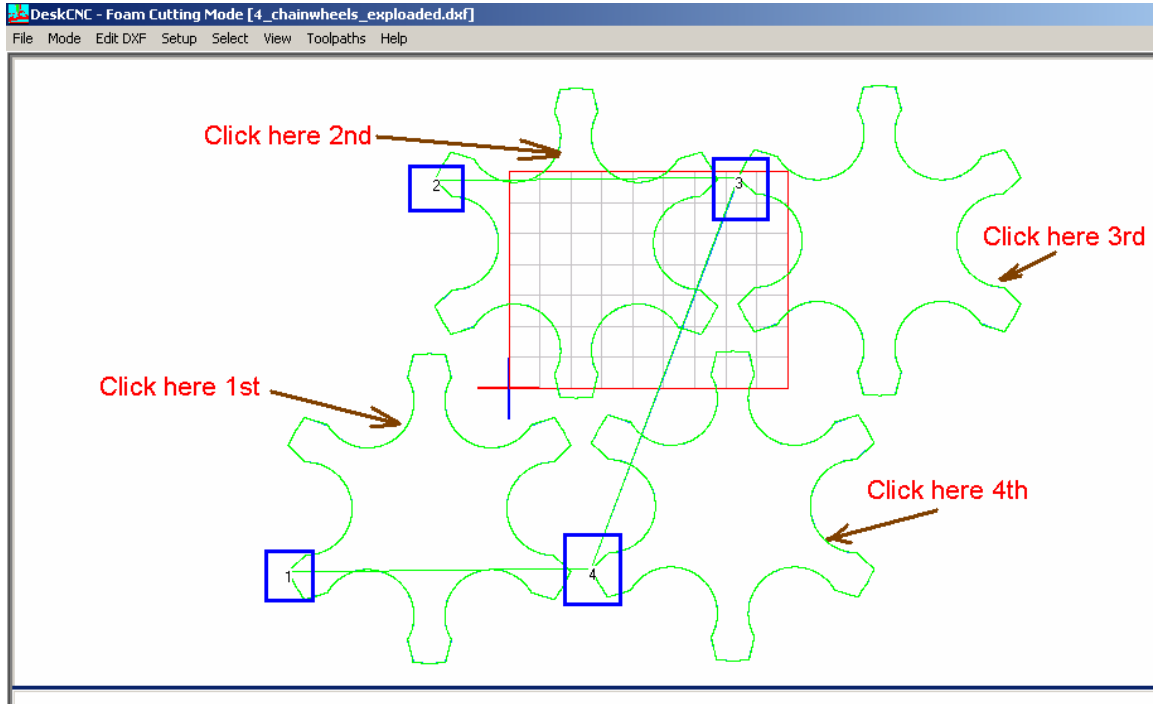 DeskCNC - Foam Cutting Mode [4_chainwheels_exploaded.dxf]
File Mode Edit DXF Setup Select View Toolpaths Help
Click here 2nd
2
3
Click here 3rd
Click here 1st
Click here 4th
1
4